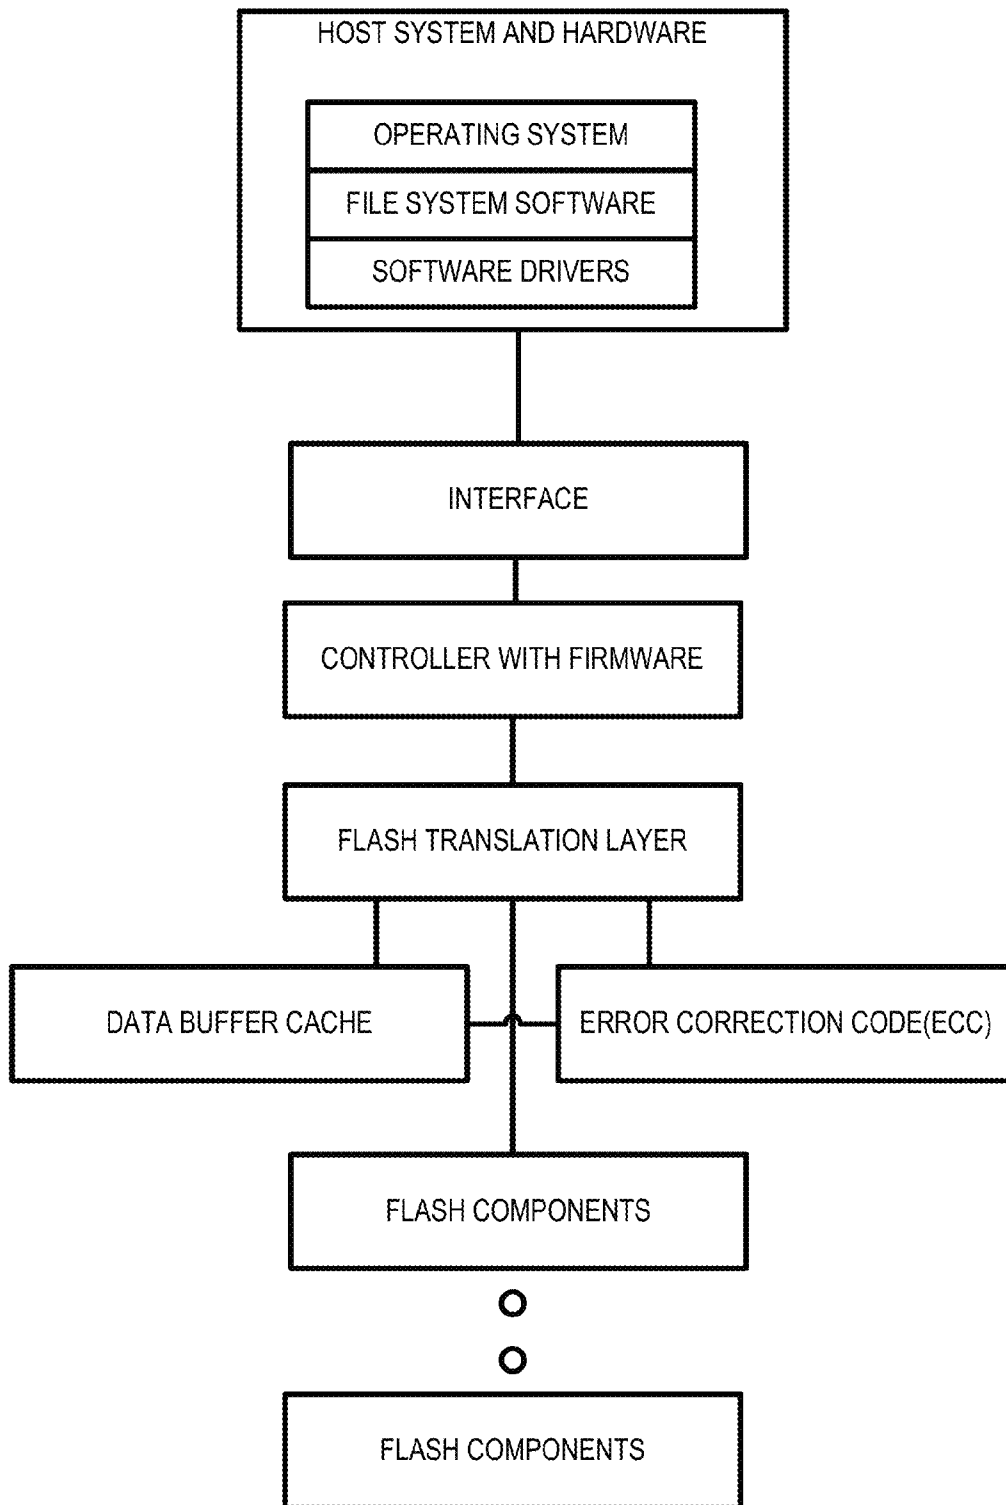 HOST SYSTEM AND HARDWARE
OPERATING SYSTEM
FILE SYSTEM SOFTWARE
SOFTWARE DRIVERS
INTERFACE
CONTROLLER WITH FIRMWARE
FLASH TRANSLATION LAYER
DATA BUFFER CACHE
ERROR CORRECTION CODE(ECC)
FLASH COMPONENTS
FLASH COMPONENTS